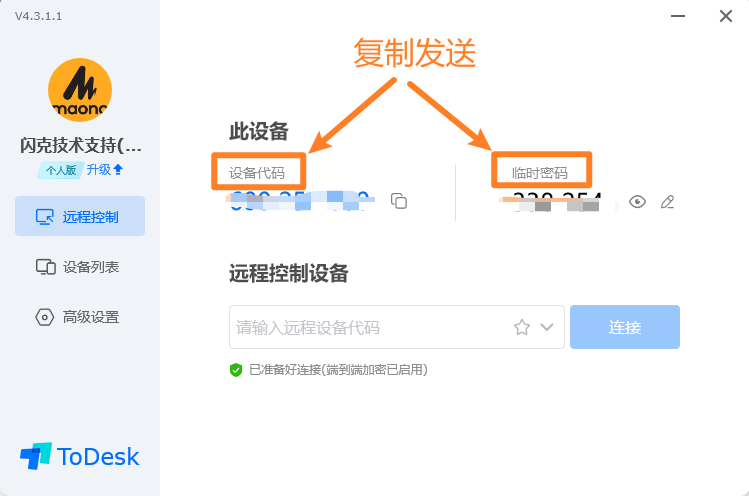 V4.3.1.1
复制发送
maono
闪克技术支持(...
个人版 升级
此设备
设备代码
临时密码
远程控制
设备列表
高级设置
远程控制设备
请输入远程设备代码
连接
已准备好连接(端到端加密已启用)
ToDesk